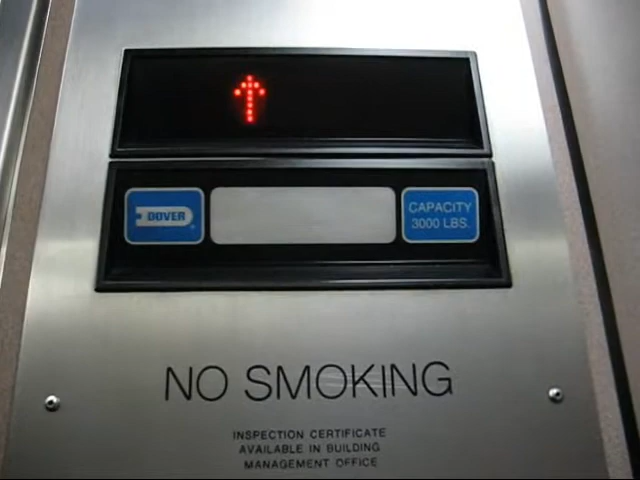 DOVER
CAPACITY
3000 LBS.
NO SMOKING
INSPECTION CERTIFICATE
AVAILABLE IN BUILDING
MANAGEMENT OFFICE